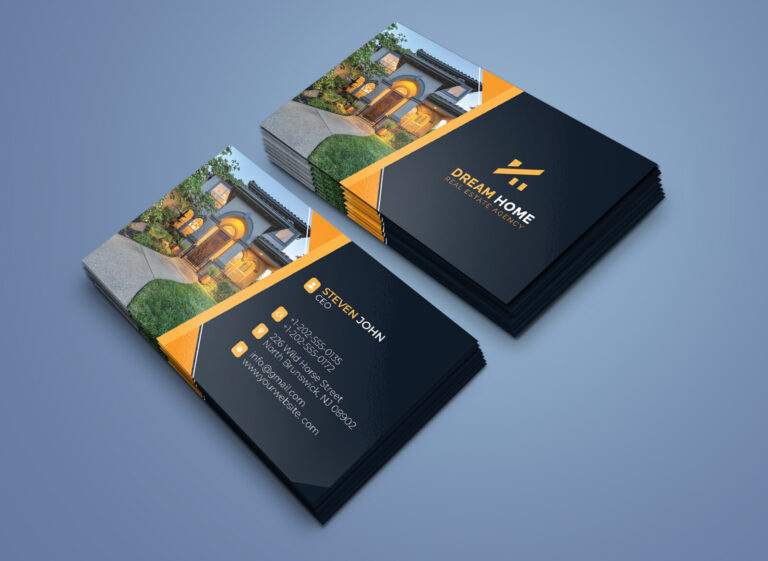 DREAM HOME
REAL ESTATE AGENCY
STEVEN JOHN
CEO
+1-202-555-0135
+1-202-555-0172
226 Wild Horse Street
North Brunswick, NJ 08902
info@gmail.com
www.yourwebsite.com